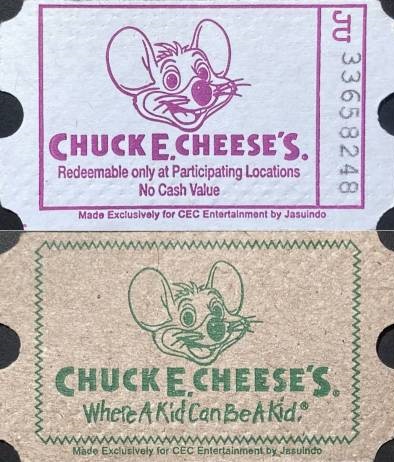 CHUCK E. CHEESE'S.
Redeemable only at Participating Locations
No Cash Value
Made Exclusively for CEC Entertainment by Jasuindo
JU 33658248
CHUCK E. CHEESE'S®
Where A Kid Can Be A Kid.®
Made Exclusively for CEC Entertainment by Jasuindo